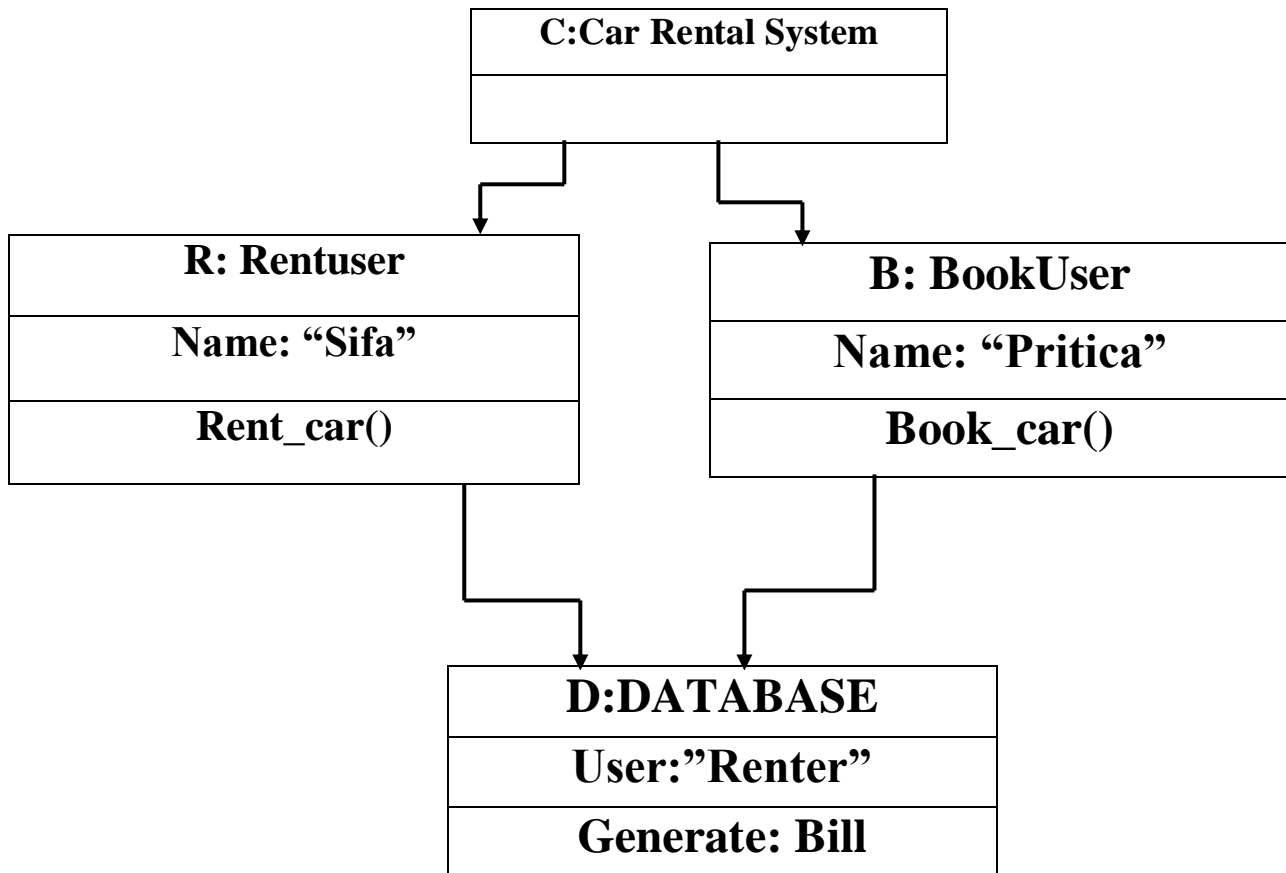 C:Car Rental System
R: Rentuser
Name: “Sifa”
Rent_car()
B: BookUser
Name: “Pritica”
Book_car()
D:DATABASE
User:”Renter”
Generate: Bill